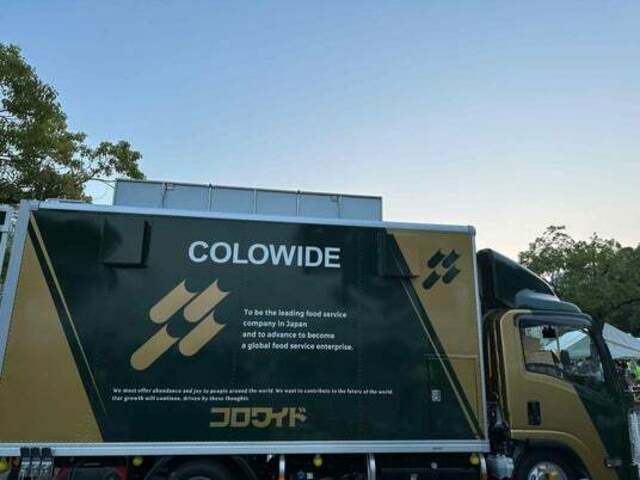 COLOWIDE
To be the leading food service
company in Japan
and to advance to become
a global food service enterprise.
We must offer abundance and joy to people around the world. We want to contribute to the future of the world.
Our growth will continue, driven by these thoughts.
コロワイド